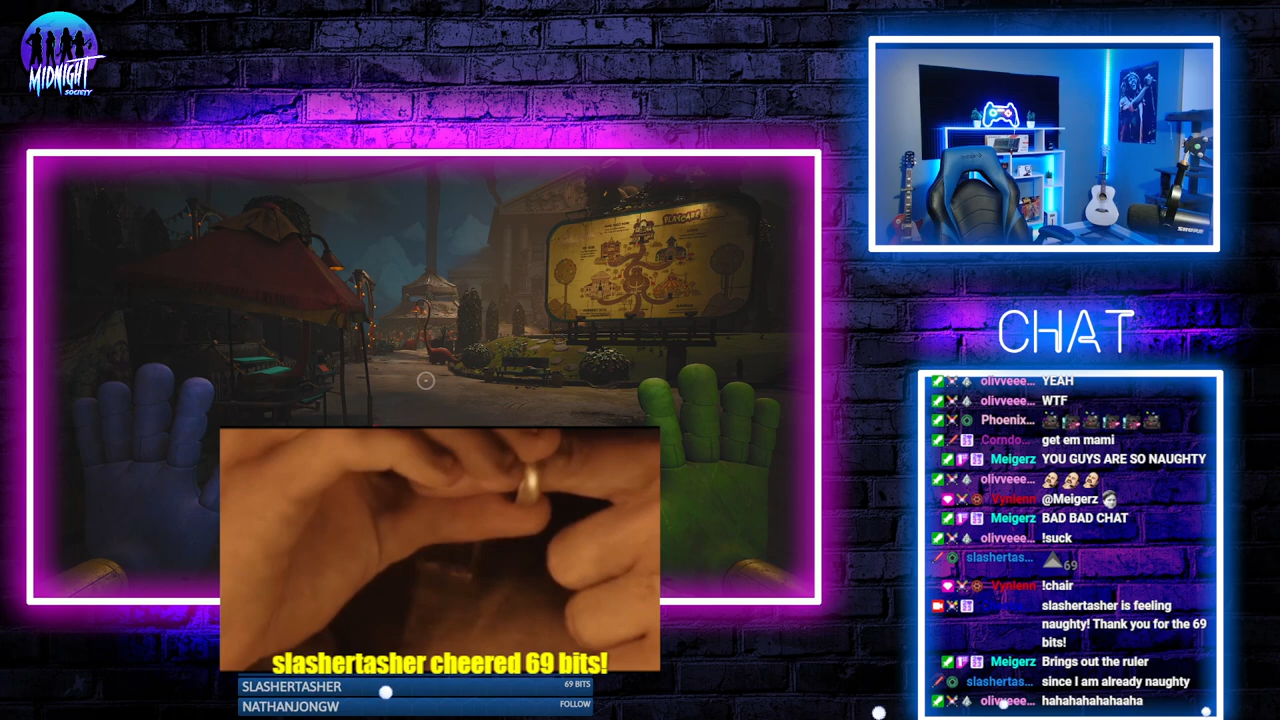 MIDNIGHT
SOCIETY
PLAYCARE
SHURE
CHAT
olivveee... YEAH
olivveee... WTF
Phoenix...
Corndo... get em mami
Meigerz YOU GUYS ARE SO NAUGHTY
olivveee...
Vynlenn @Meigerz
Meigerz BAD BAD CHAT
olivveee... !suck
slashertas... 69
Vynlenn !chair
slashertasher is feeling
naughty! Thank you for the 69
bits!
Meigerz Brings out the ruler
slashertas... since I am already naughty
olivveee... hahahahahahaaha
slashertasher cheered 69 bits!
SLASHERTASHER 69 BITS
NATHANJONGW FOLLOW